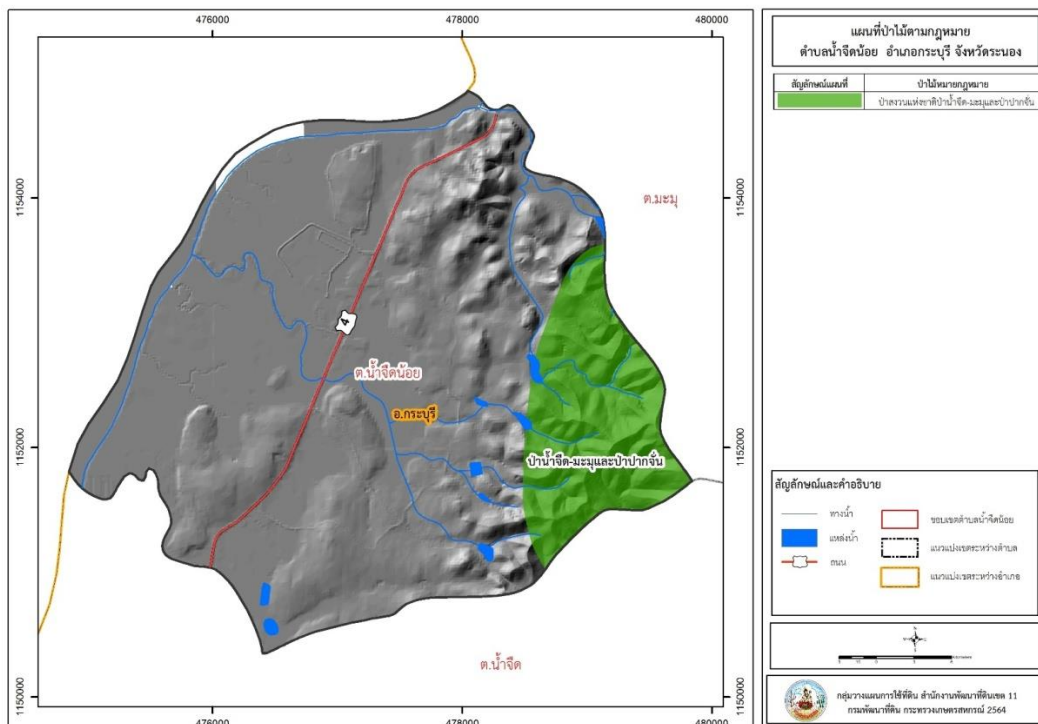 476000 478000 480000
1154000 1154000
1152000 1152000
1150000 1150000
476000 478000 480000
ต.มะมุ
4
ต.น้ำจืดน้อย
อ.กระบุรี
ป่าน้ำจืด-มะมุและป่าปากจั่น
ต.น้ำจืด
แผนที่ป่าไม้ตามกฎหมาย
ตำบลน้ำจืดน้อย อำเภอกระบุรี จังหวัดระนอง
สัญลักษณ์แผนที่ ป่าไม้หมายกฎหมาย
ป่าสงวนแห่งชาติป่าน้ำจืด-มะมุและป่าปากจั่น
สัญลักษณ์และคำอธิบาย
ทางน้ำ ขอบเขตตำบลน้ำจืดน้อย
แหล่งน้ำ แนวแบ่งเขตระหว่างตำบล
ถนน แนวแบ่งเขตระหว่างอำเภอ
กลุ่มวางแผนการใช้ที่ดิน สำนักงานพัฒนาที่ดินเขต 11
กรมพัฒนาที่ดิน กระทรวงเกษตรสหกรณ์ 2564